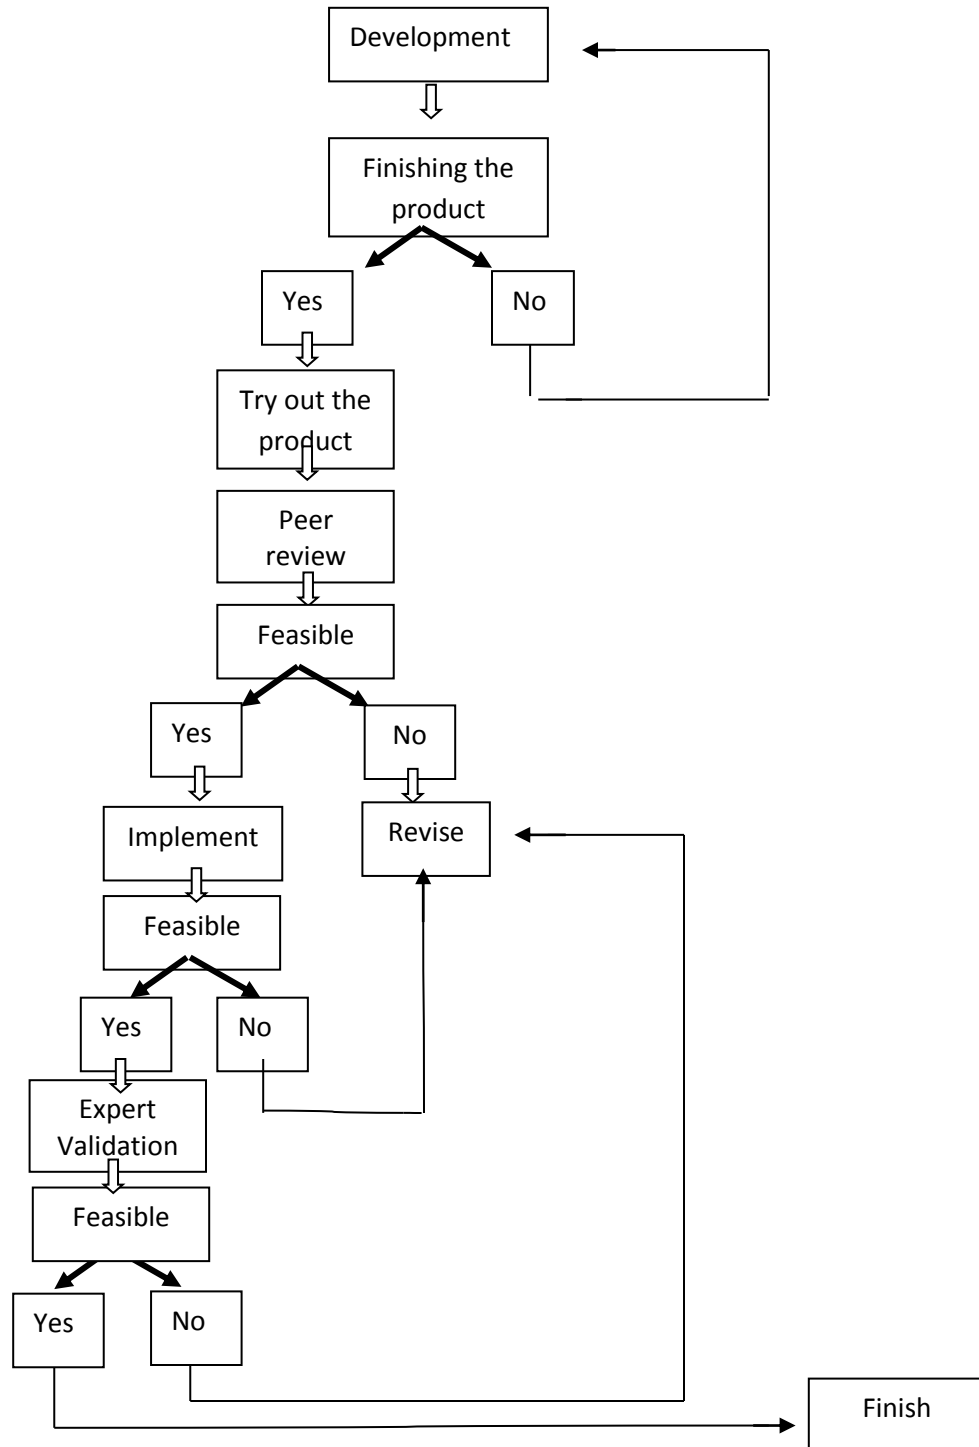 Development
Finishing the
product
Yes
No
Try out the
product
Peer
review
Feasible
Yes
No
Implement
Revise
Feasible
Yes
No
Expert
Validation
Feasible
Yes
No
Finish